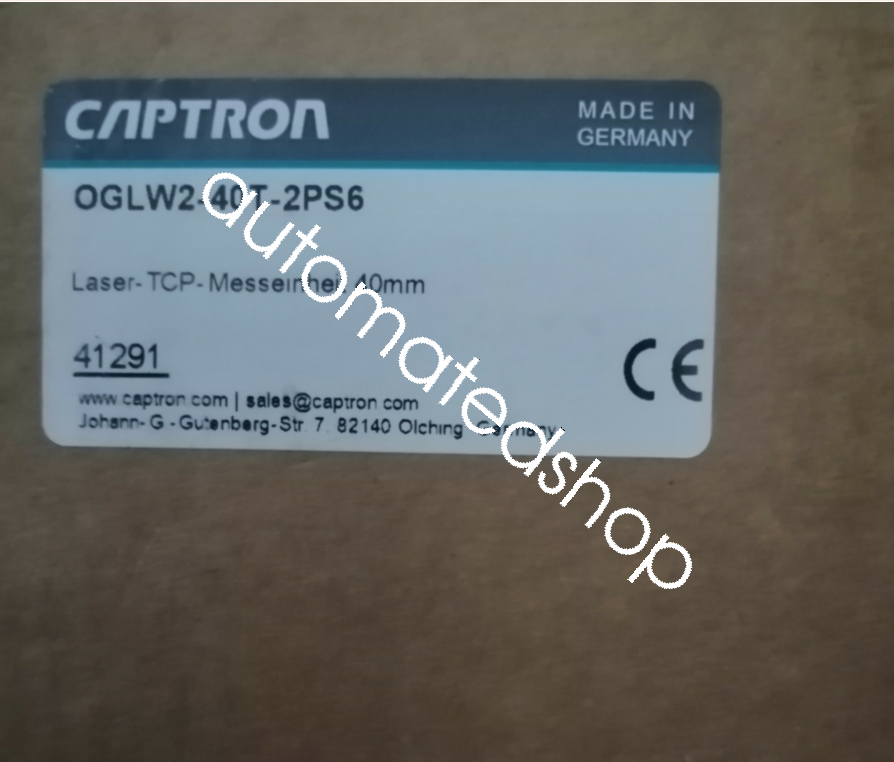 CAPTRON
MADE IN
GERMANY
OGLW2-40T-2PS6
Laser-TCP-Messeinheit 40mm
41291
www.captron.com | sales@captron.com
Johann-G.-Gutenberg-Str. 7, 82140 Olching, Germany
CE
automatedshop